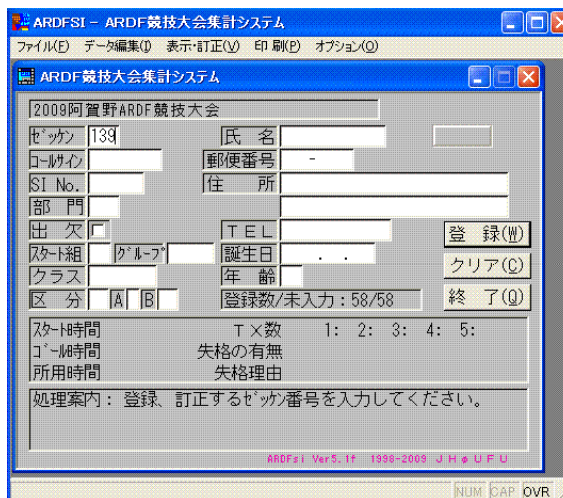 ARDFSI - ARDF競技大会集計システム
ファイル(F) データ編集(I) 表示・訂正(V) 印刷(P) オプション(O)
ARDF競技大会集計システム
2009阿賀野ARDF競技大会
ｾﾞｯｹﾝ 139 氏 名
ｺｰﾙｻｲﾝ 郵便番号 -
SI No. 住 所
部 門
出 欠 ＴＥＬ 登 録(W)
ｽﾀｰﾄ組 ｸﾞﾙｰﾌﾟ 誕生日 . .
クラス 年 齢 クリア(C)
区 分 A B 登録数/未入力：58/58 終 了(Q)
ｽﾀｰﾄ時間 ＴＸ数 1: 2: 3: 4: 5:
ｺﾞｰﾙ時間 失格の有無
所用時間 失格理由
処理案内：登録、訂正するｾﾞｯｹﾝ番号を入力してください。
ARDFsi Ver5.1f 1998-2009 ＪＨφＵＦＵ
NUM CAP OVR